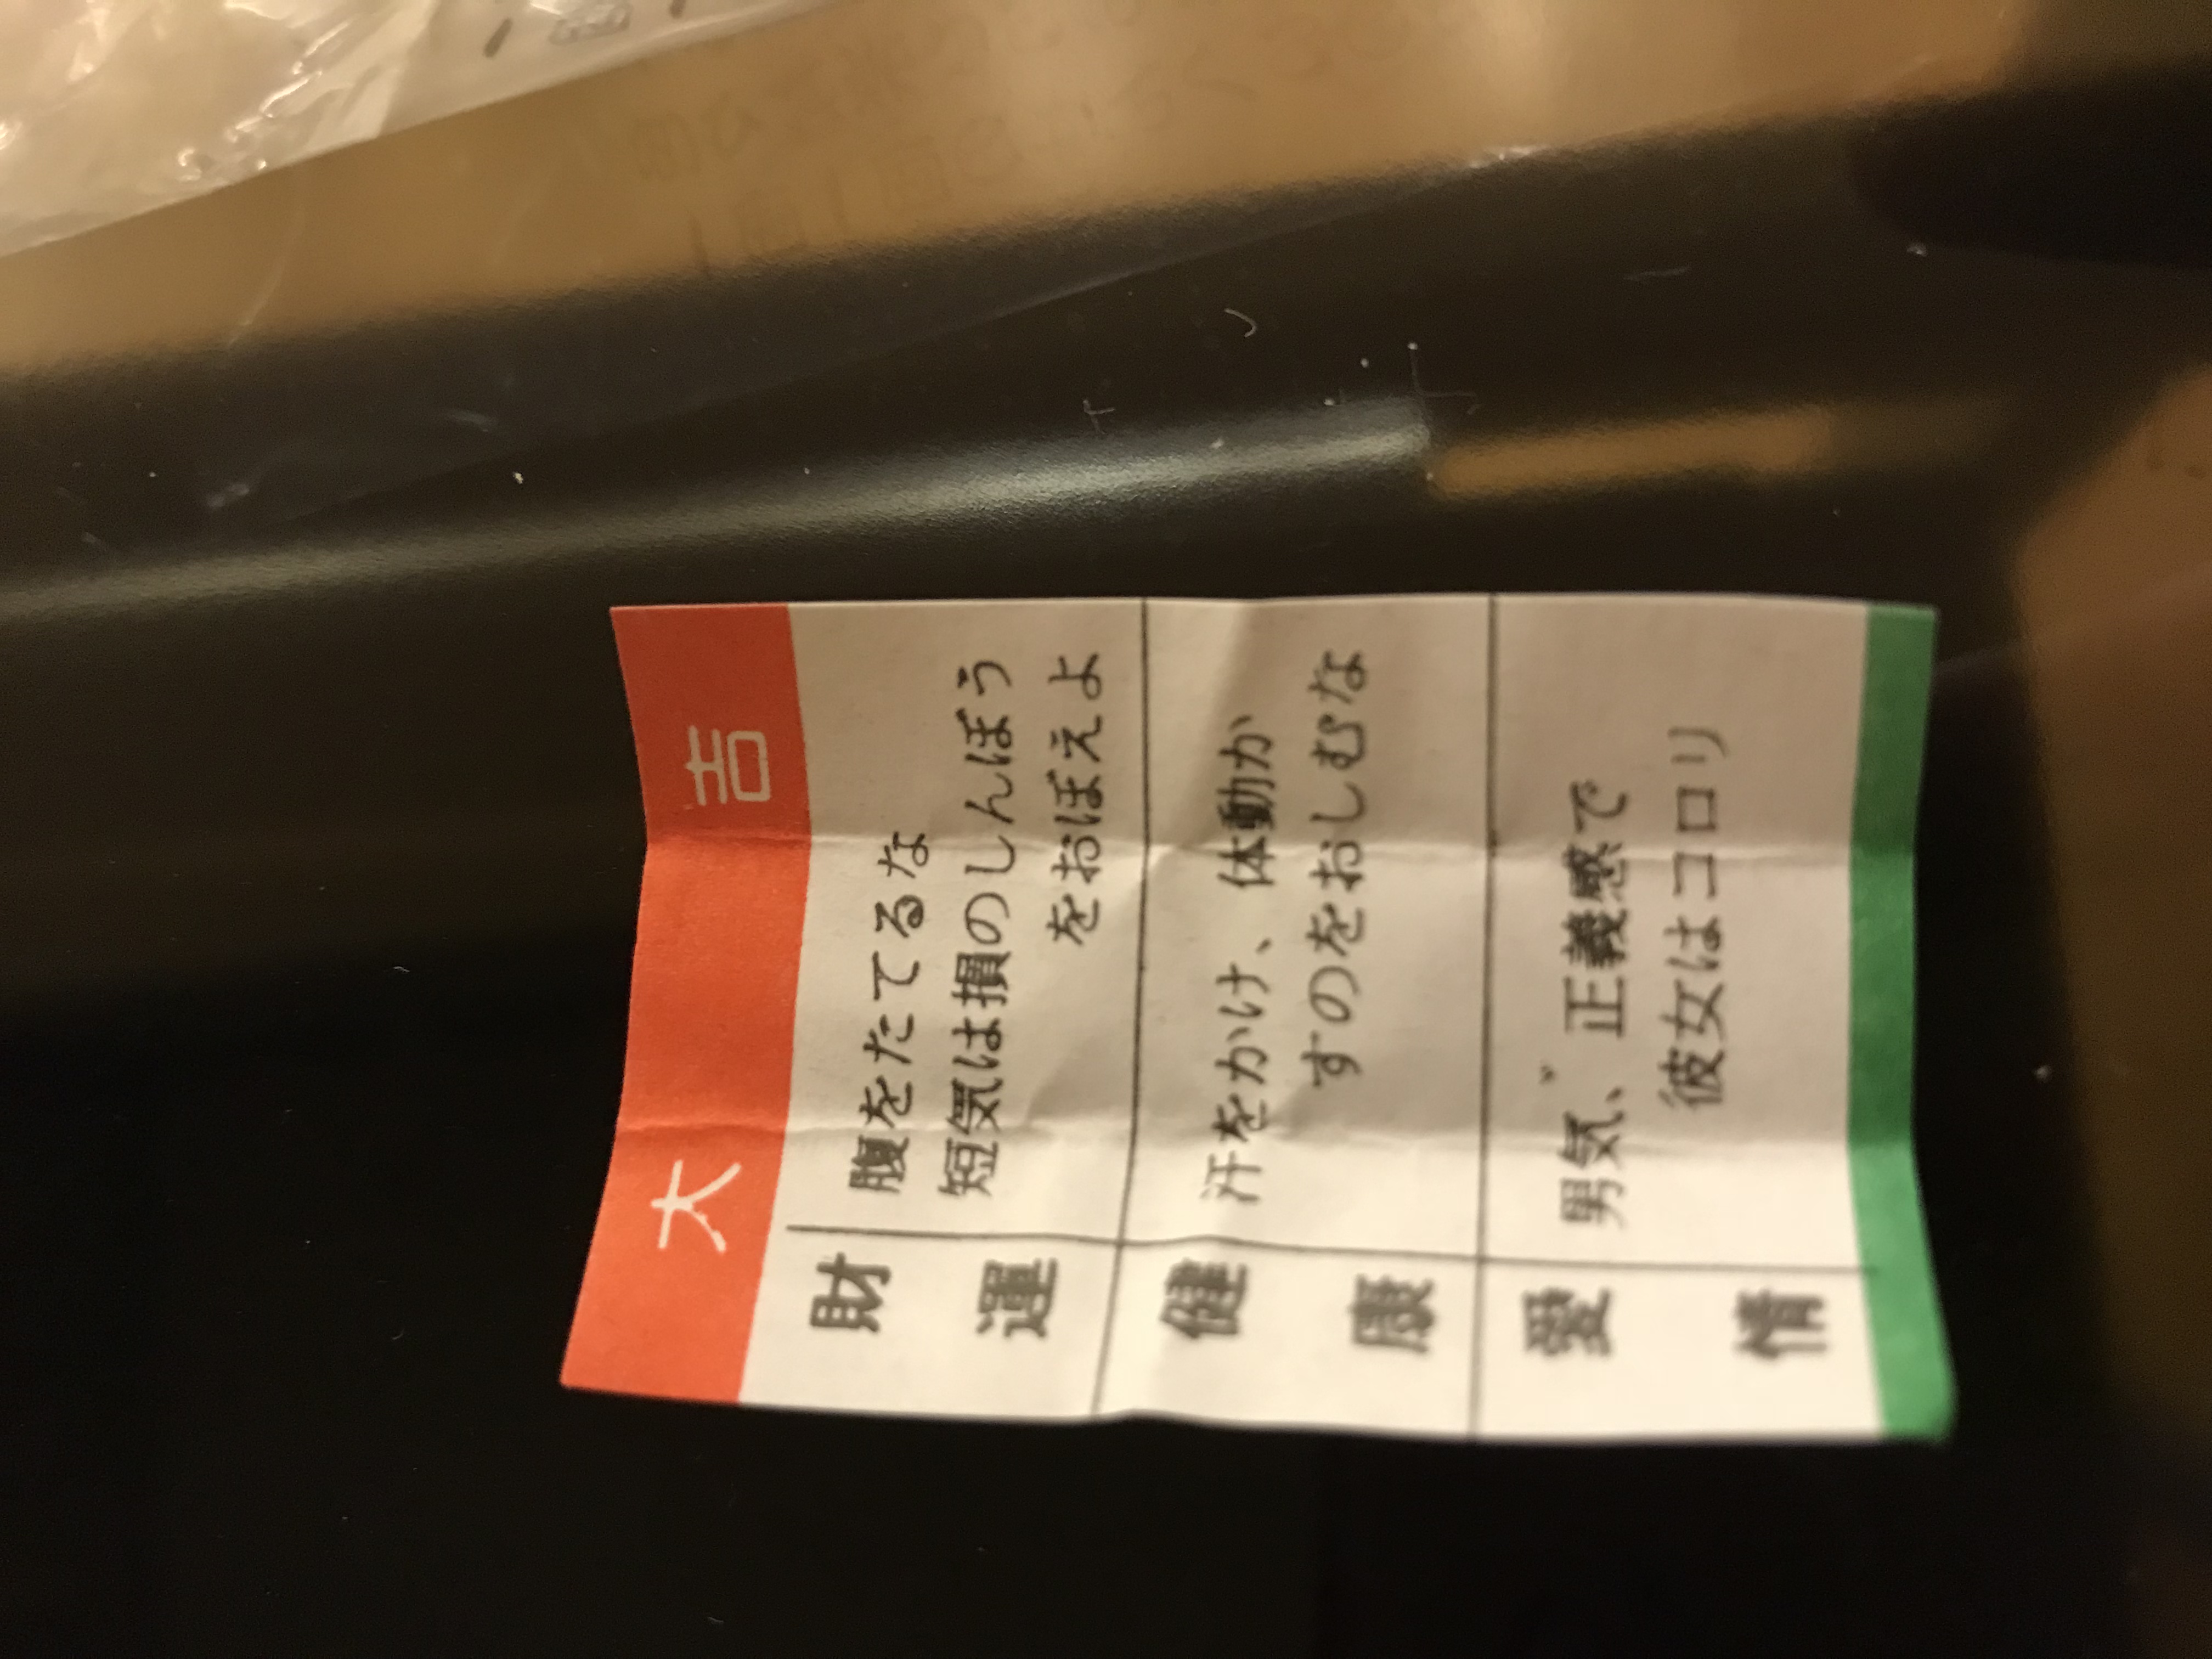 大吉
財運
腹をたてるな
短気は損のしんぼう
をおぼえよ
健康
汗をかけ、体動か
すのをおしむな
愛情
男気、正義感で
彼女はコロリ